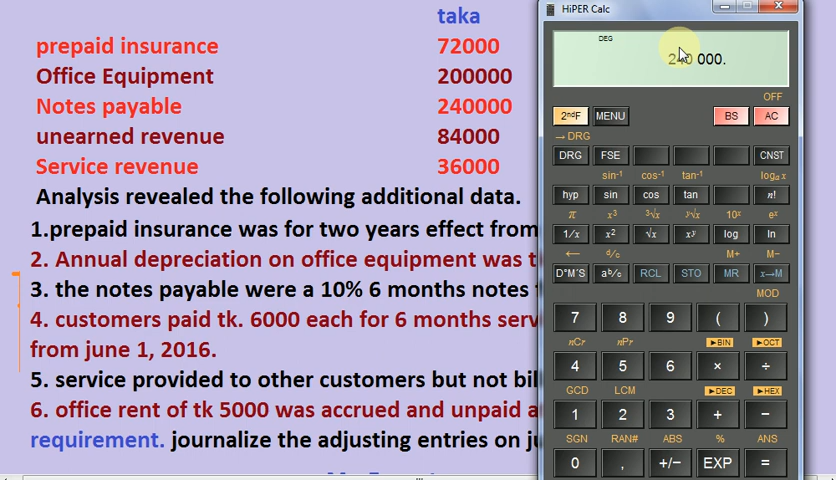 taka
prepaid insurance 72000
Office Equipment 200000
Notes payable 240000
unearned revenue 84000
Service revenue 36000
Analysis revealed the following additional data.
1.prepaid insurance was for two years effect from
2. Annual depreciation on office equipment was
3. the notes payable were a 10% 6 months notes
4. customers paid tk. 6000 each for 6 months
from june 1, 2016.
5. service provided to other customers but not
6. office rent of tk 5000 was accrued and unpaid
requirement. journalize the adjusting entries on
HiPER Calc
DEG
240 000.
OFF
2ndF MENU BS AC
→ DRG
DRG FSE CNST
sin⁻¹ cos⁻¹ tan⁻¹ logₐ x
hyp sin cos tan n!
π x³ ³√x ʸ√x 10ˣ eˣ
1/x x² √x xʸ log ln
← d/c M+ M−
D°M'S aᵇ/c RCL STO MR x→M
MOD
7 8 9 ( )
nCr nPr ►BIN ►OCT
4 5 6 × ÷
GCD LCM ►DEC ►HEX
1 2 3 + −
SGN RAN# ABS % ANS
0 , +/− EXP =